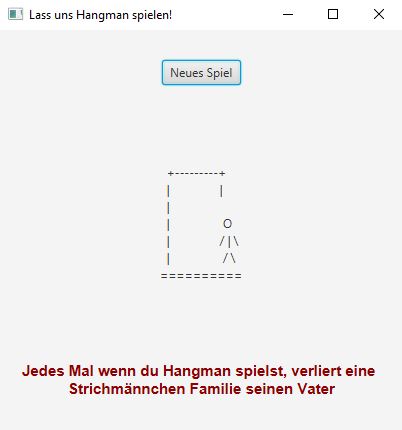 Lass uns Hangman spielen!
Neues Spiel
+---------+
|         |
|
|         O
|        /|\
|        / \
==========
Jedes Mal wenn du Hangman spielst, verliert eine
Strichmännchen Familie seinen Vater